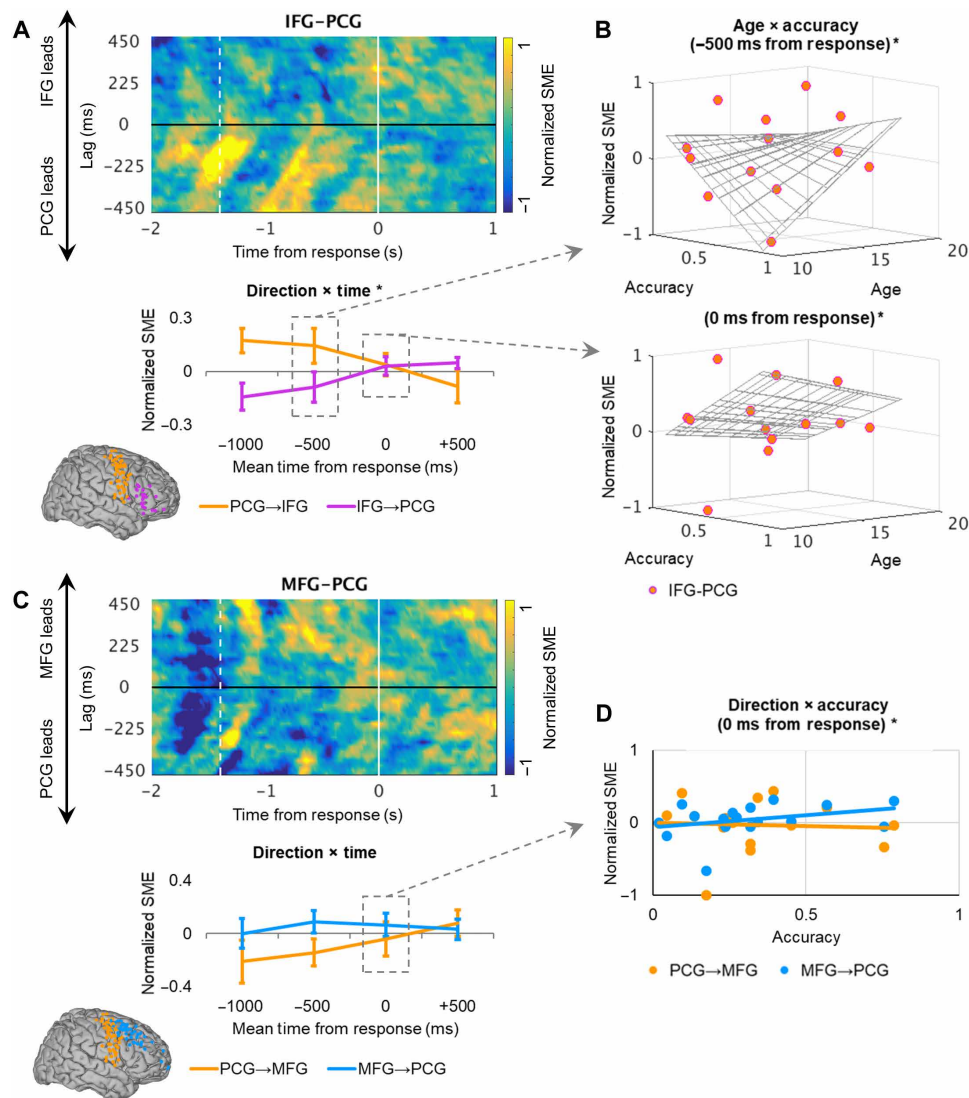 A
IFG leads
PCG leads
IFG–PCG
Lag (ms)
450
225
0
−225
−450
−2
−1
0
1
Time from response (s)
1
−1
Normalized SME
Direction × time *
Normalized SME
0.3
0
−0.3
−1000
−500
0
+500
Mean time from response (ms)
PCG→IFG
IFG→PCG
B
Age × accuracy
(−500 ms from response) *
Normalized SME
1
0
−1
0.5
1
Accuracy
10
15
20
Age
(0 ms from response) *
Normalized SME
1
0
−1
0.5
1
Accuracy
10
15
20
Age
IFG-PCG
C
MFG leads
PCG leads
MFG–PCG
Lag (ms)
450
225
0
−225
−450
−2
−1
0
1
Time from response (s)
1
−1
Normalized SME
Direction × time
Normalized SME
0.4
0
−0.4
−1000
−500
0
+500
Mean time from response (ms)
PCG→MFG
MFG→PCG
D
Direction × accuracy
(0 ms from response) *
Normalized SME
1
0
−1
0
0.5
1
Accuracy
PCG→MFG
MFG→PCG